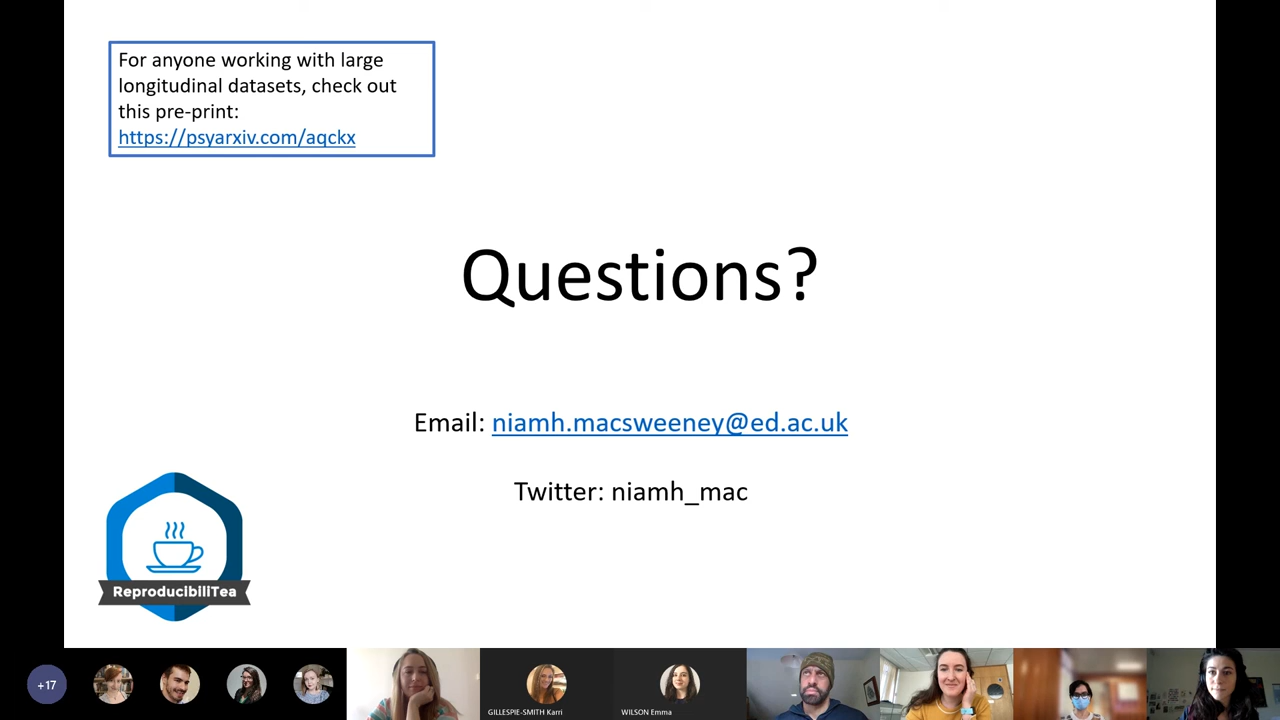 For anyone working with large
longitudinal datasets, check out
this pre-print:
https://psyarxiv.com/aqckx
Questions?
Email: niamh.macsweeney@ed.ac.uk
Twitter: niamh_mac
ReproducibiliTea
+17
GILLESPIE-SMITH Karri
WILSON Emma